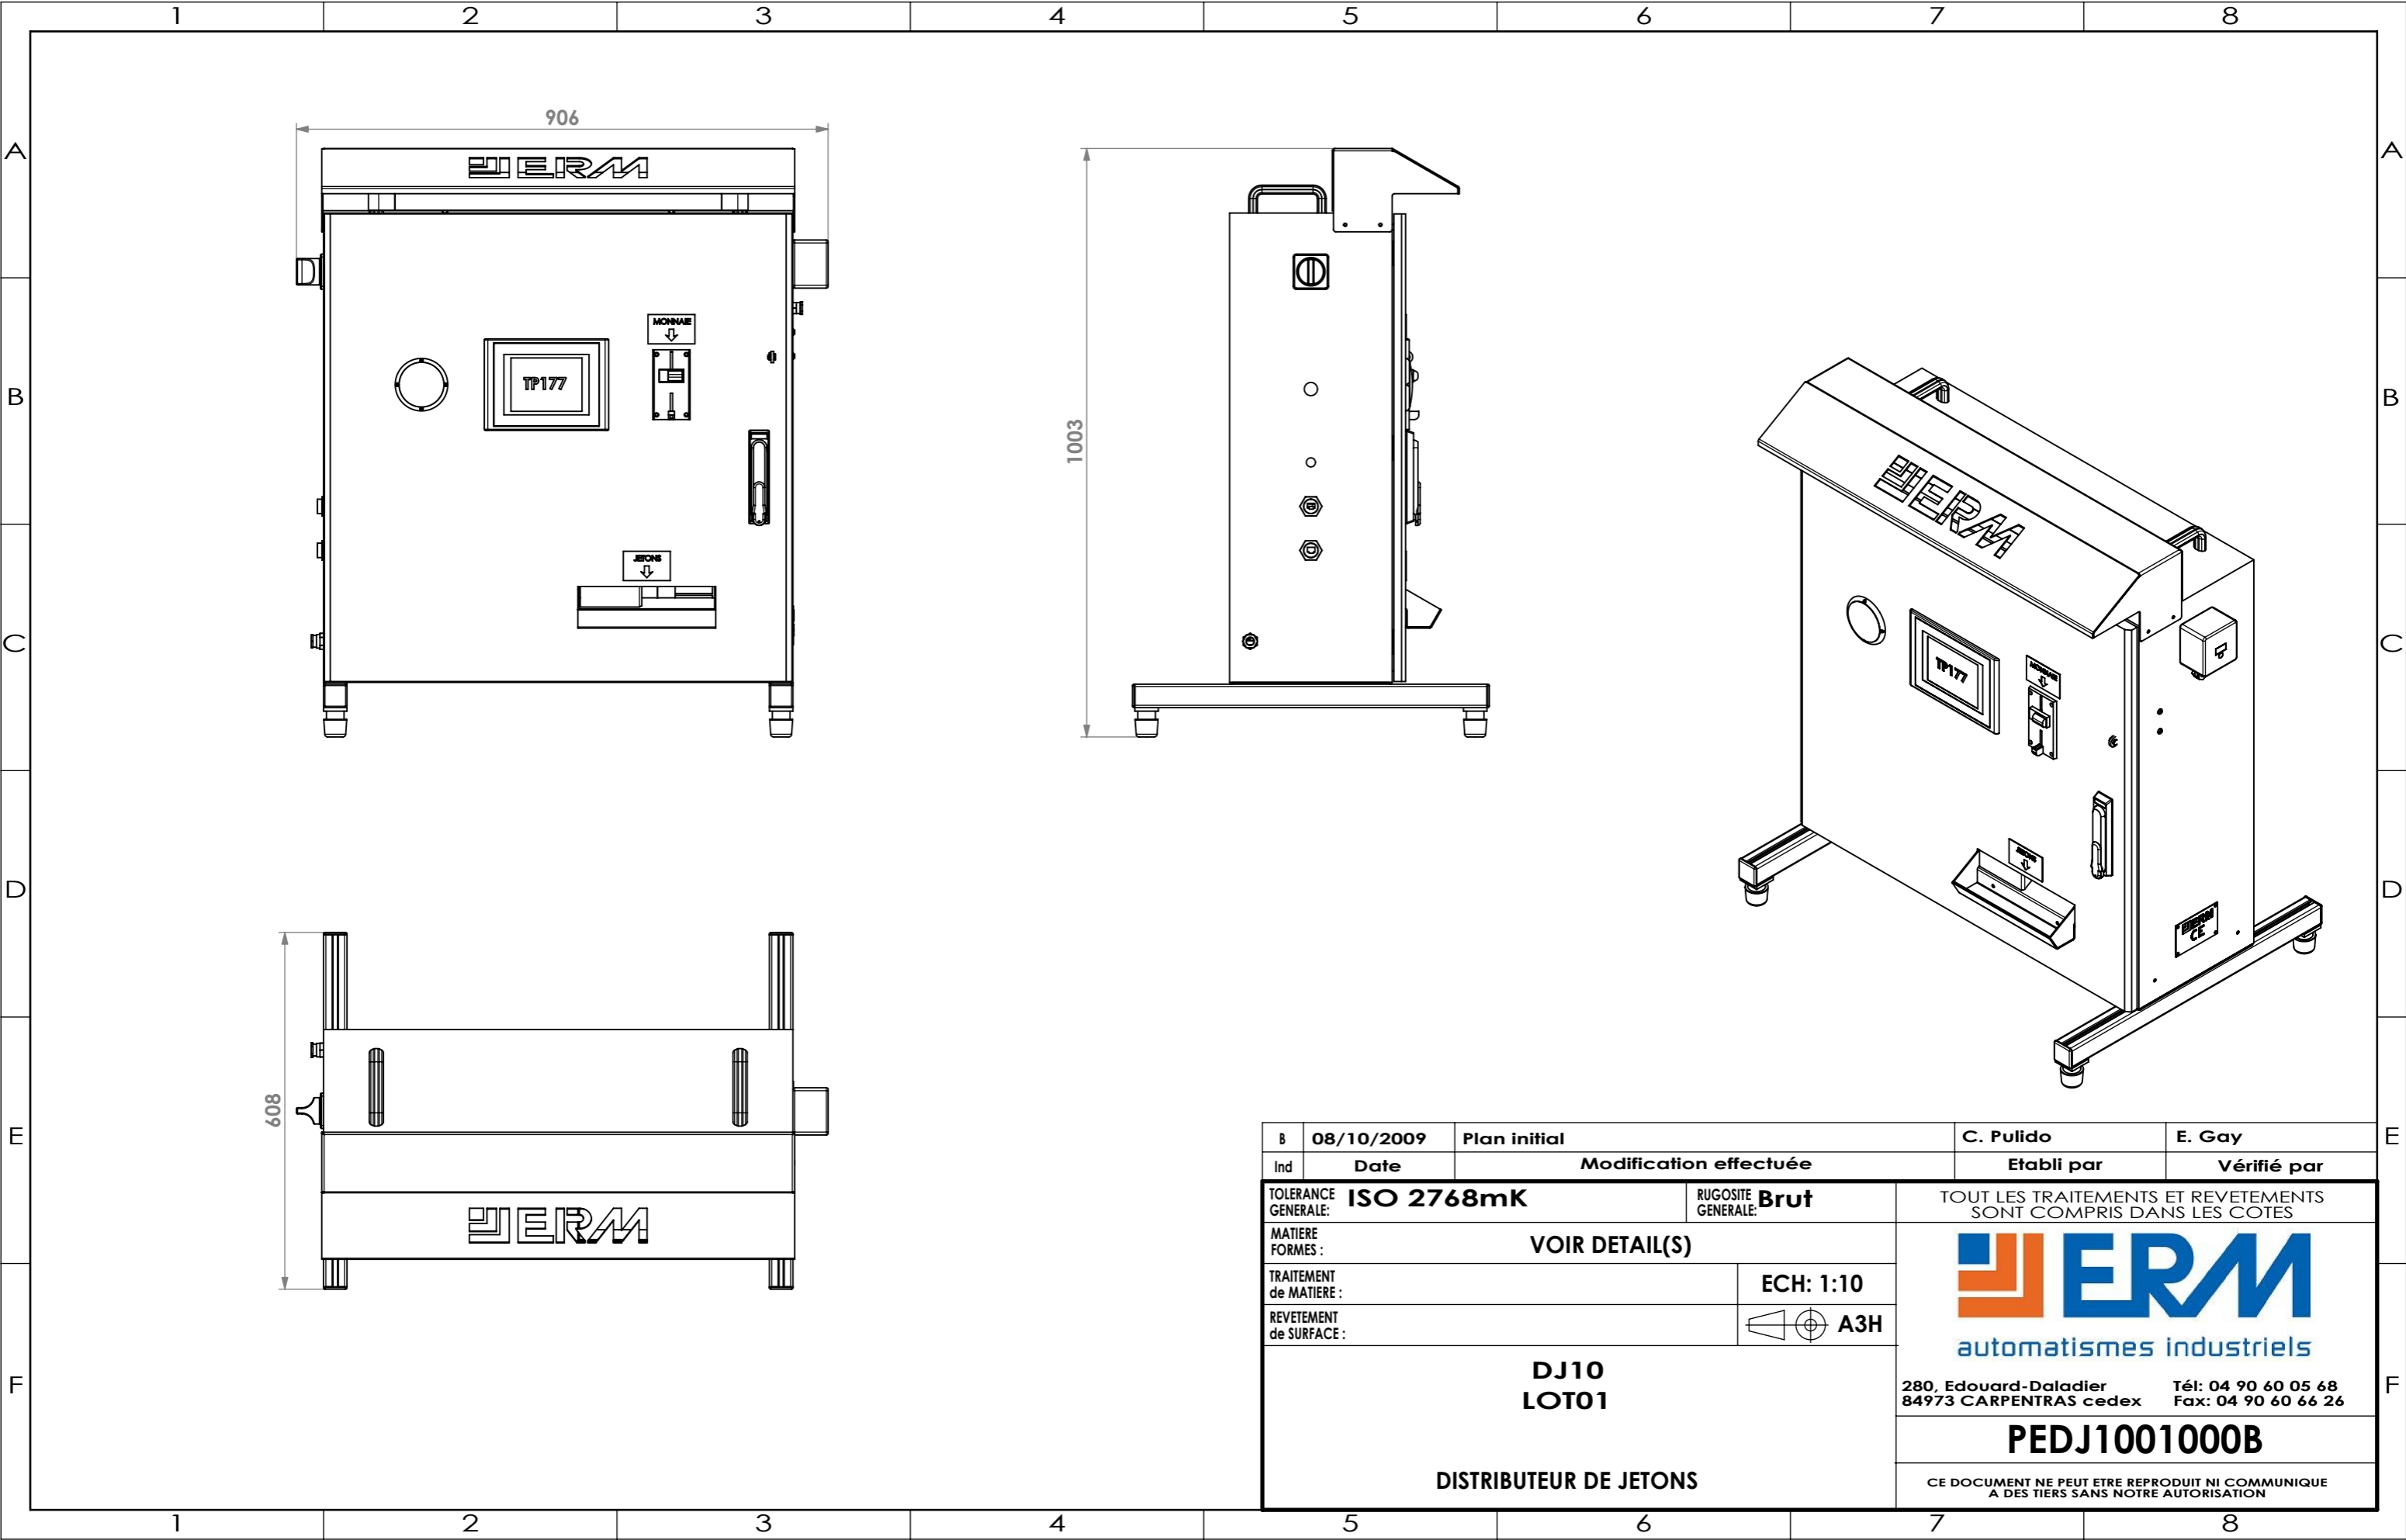 1 2 3 4 5 6 7 8
A A
B B
C C
D D
E E
F F
906
ERM
MONNAIE
TP177
JETONS
1003
ERM
TP177
MONNAIE
JETONS
ERM
CE
608
ERM
B 08/10/2009 Plan initial C. Pulido E. Gay
Ind Date Modification effectuée Etabli par Vérifié par
TOLERANCE GENERALE: ISO 2768mK
RUGOSITE GENERALE: Brut
TOUT LES TRAITEMENTS ET REVETEMENTS
SONT COMPRIS DANS LES COTES
MATIERE
FORMES : VOIR DETAIL(S)
TRAITEMENT
de MATIERE :
ECH: 1:10
REVETEMENT
de SURFACE :
A3H
ERM
automatismes industriels
DJ10
LOT01
DISTRIBUTEUR DE JETONS
280, Edouard-Daladier Tél: 04 90 60 05 68
84973 CARPENTRAS cedex Fax: 04 90 60 66 26
PEDJ1001000B
CE DOCUMENT NE PEUT ETRE REPRODUIT NI COMMUNIQUE
A DES TIERS SANS NOTRE AUTORISATION
1 2 3 4 5 6 7 8